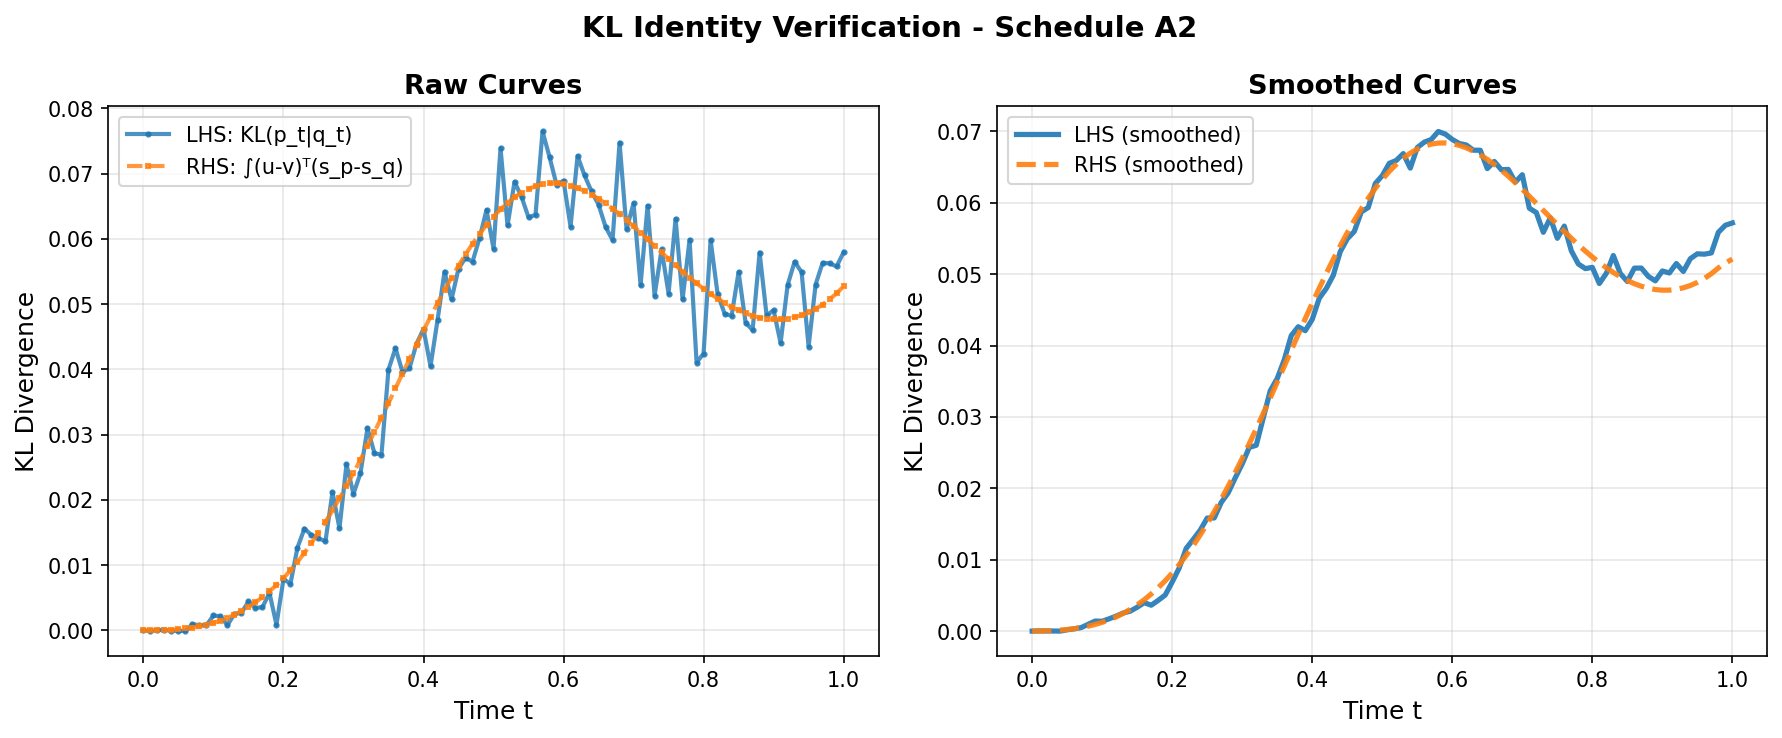 KL Identity Verification - Schedule A2
Raw Curves
LHS: KL(p_t|q_t)
RHS: ∫(u-v)ᵀ(s_p-s_q)
KL Divergence
0.08
0.07
0.06
0.05
0.04
0.03
0.02
0.01
0.00
0.0 0.2 0.4 0.6 0.8 1.0
Time t
Smoothed Curves
LHS (smoothed)
RHS (smoothed)
KL Divergence
0.07
0.06
0.05
0.04
0.03
0.02
0.01
0.00
0.0 0.2 0.4 0.6 0.8 1.0
Time t